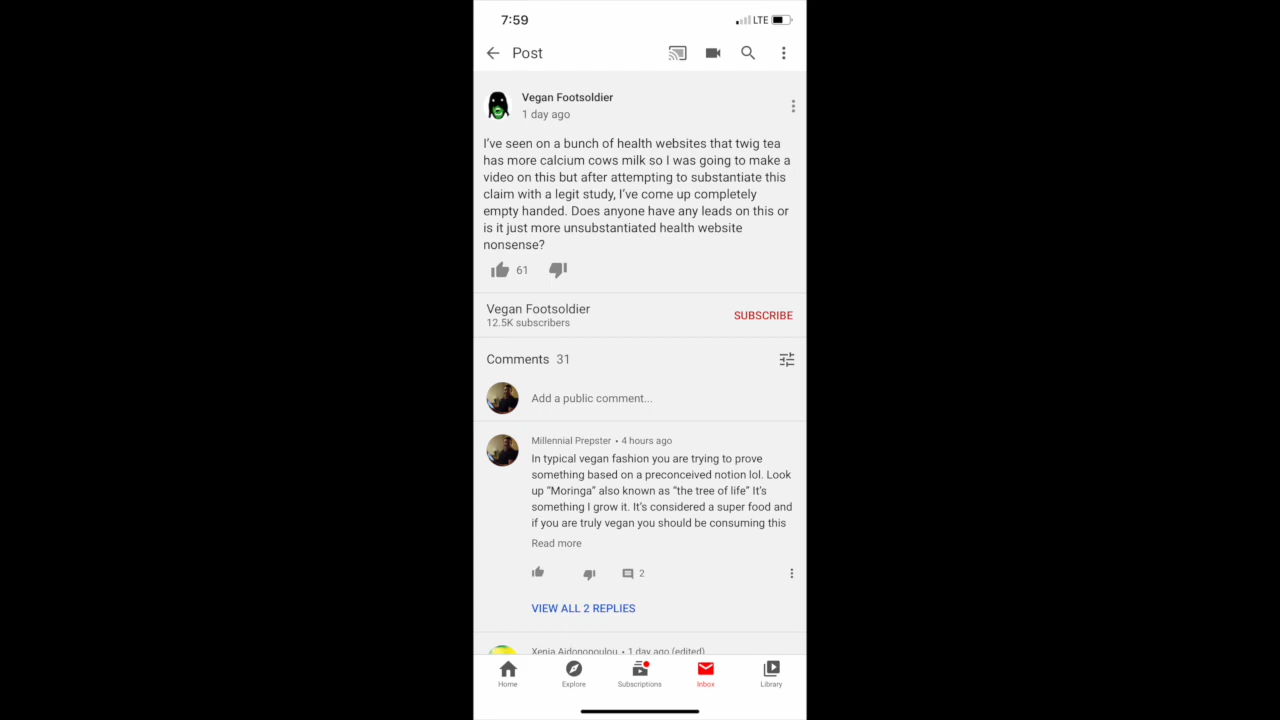 7:59
LTE
Post
Vegan Footsoldier
1 day ago
I've seen on a bunch of health websites that twig tea
has more calcium cows milk so I was going to make a
video on this but after attempting to substantiate this
claim with a legit study, I've come up completely
empty handed. Does anyone have any leads on this or
is it just more unsubstantiated health website
nonsense?
61
Vegan Footsoldier
12.5K subscribers
SUBSCRIBE
Comments 31
Add a public comment...
Millennial Prepster • 4 hours ago
In typical vegan fashion you are trying to prove
something based on a preconceived notion lol. Look
up “Moringa” also known as “the tree of life” It's
something I grow it. It's considered a super food and
if you are truly vegan you should be consuming this
Read more
2
VIEW ALL 2 REPLIES
Xenia Aidonopoulou • 1 day ago (edited)
Home
Explore
Subscriptions
Inbox
Library